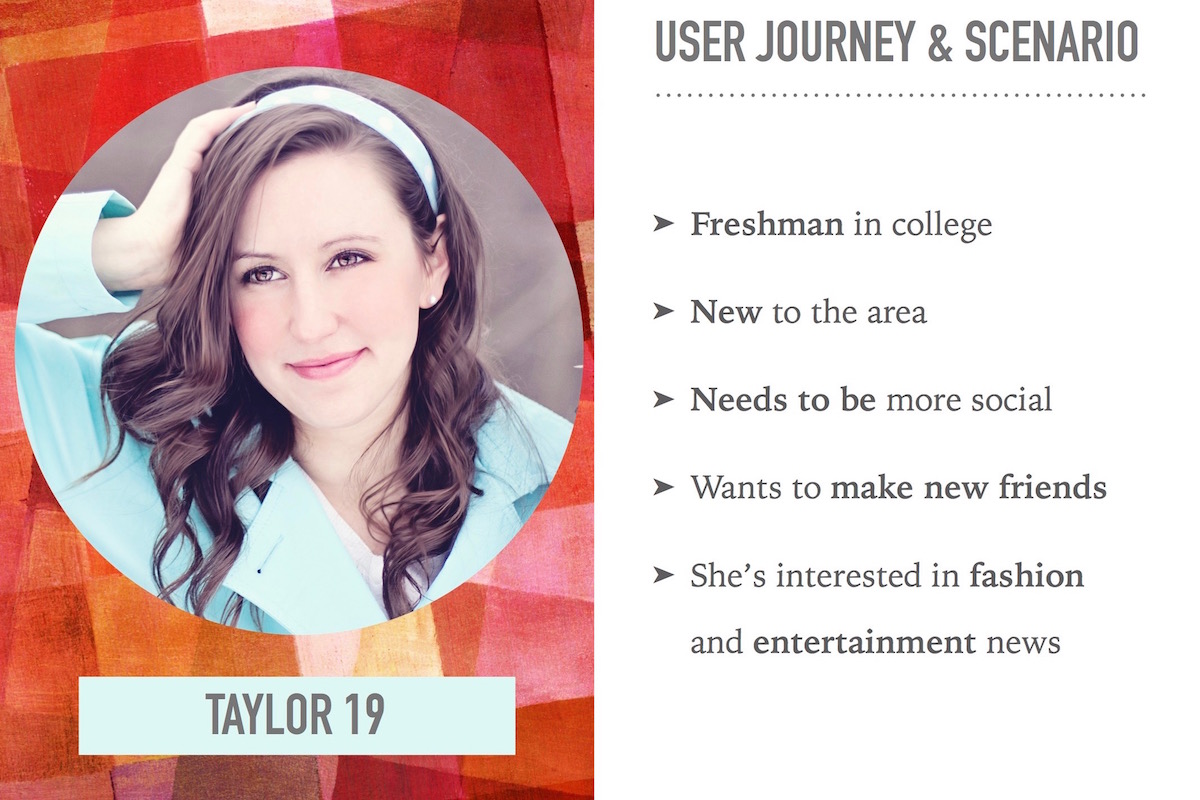 USER JOURNEY & SCENARIO
➤ Freshman in college
➤ New to the area
➤ Needs to be more social
➤ Wants to make new friends
➤ She’s interested in fashion
and entertainment news
TAYLOR 19